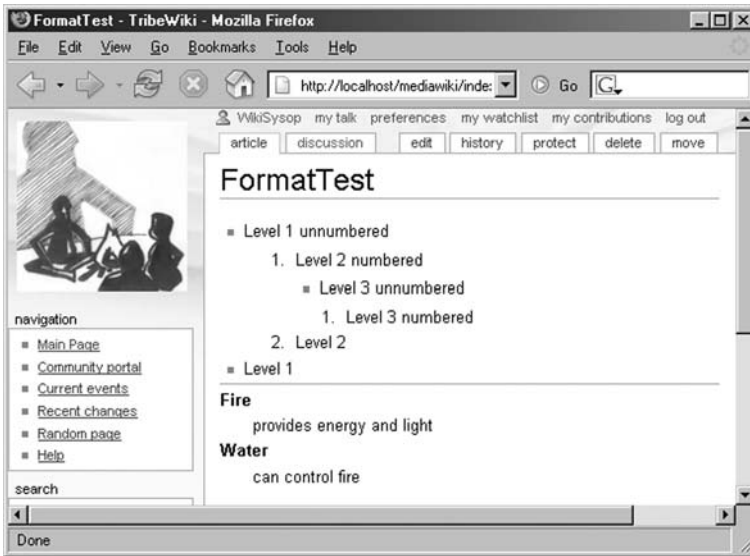 FormatTest - TribeWiki - Mozilla Firefox
File Edit View Go Bookmarks Tools Help
http://localhost/mediawiki/inde: Go G
WikiSysop my talk preferences my watchlist my contributions log out
article discussion edit history protect delete move
FormatTest
Level 1 unnumbered
1. Level 2 numbered
Level 3 unnumbered
1. Level 3 numbered
2. Level 2
Level 1
Fire
provides energy and light
Water
can control fire
navigation
Main Page
Community portal
Current events
Recent changes
Random page
Help
search
Done